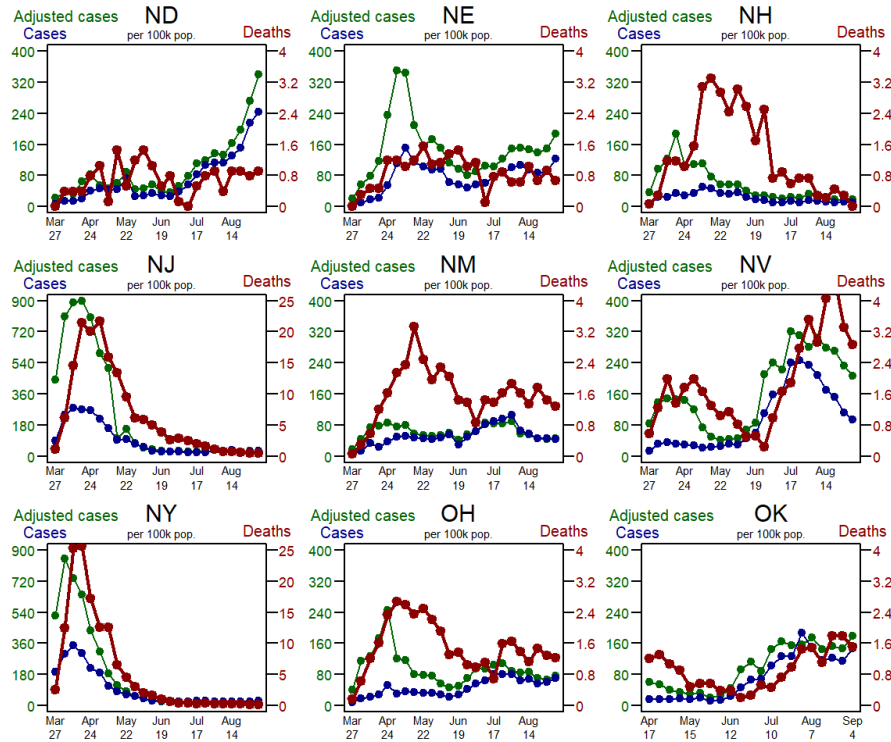 ND
Adjusted cases
Cases per 100k pop. Deaths
400 4
320 3.2
240 2.4
160 1.6
80 0.8
0 0
Mar Apr May Jun Jul Aug
27 24 22 19 17 14
NE
Adjusted cases
Cases per 100k pop. Deaths
400 4
320 3.2
240 2.4
160 1.6
80 0.8
0 0
Mar Apr May Jun Jul Aug
27 24 22 19 17 14
NH
Adjusted cases
Cases per 100k pop. Deaths
400 4
320 3.2
240 2.4
160 1.6
80 0.8
0 0
Mar Apr May Jun Jul Aug
27 24 22 19 17 14
NJ
Adjusted cases
Cases per 100k pop. Deaths
900 25
720 20
540 15
360 10
180 5
0 0
Mar Apr May Jun Jul Aug
27 24 22 19 17 14
NM
Adjusted cases
Cases per 100k pop. Deaths
400 4
320 3.2
240 2.4
160 1.6
80 0.8
0 0
Mar Apr May Jun Jul Aug
27 24 22 19 17 14
NV
Adjusted cases
Cases per 100k pop. Deaths
400 4
320 3.2
240 2.4
160 1.6
80 0.8
0 0
Mar Apr May Jun Jul Aug
27 24 22 19 17 14
NY
Adjusted cases
Cases per 100k pop. Deaths
900 25
720 20
540 15
360 10
180 5
0 0
Mar Apr May Jun Jul Aug
27 24 22 19 17 14
OH
Adjusted cases
Cases per 100k pop. Deaths
400 4
320 3.2
240 2.4
160 1.6
80 0.8
0 0
Mar Apr May Jun Jul Aug
27 24 22 19 17 14
OK
Adjusted cases
Cases per 100k pop. Deaths
400 4
320 3.2
240 2.4
160 1.6
80 0.8
0 0
Apr May Jun Jul Aug Sep
17 15 12 10 7 4